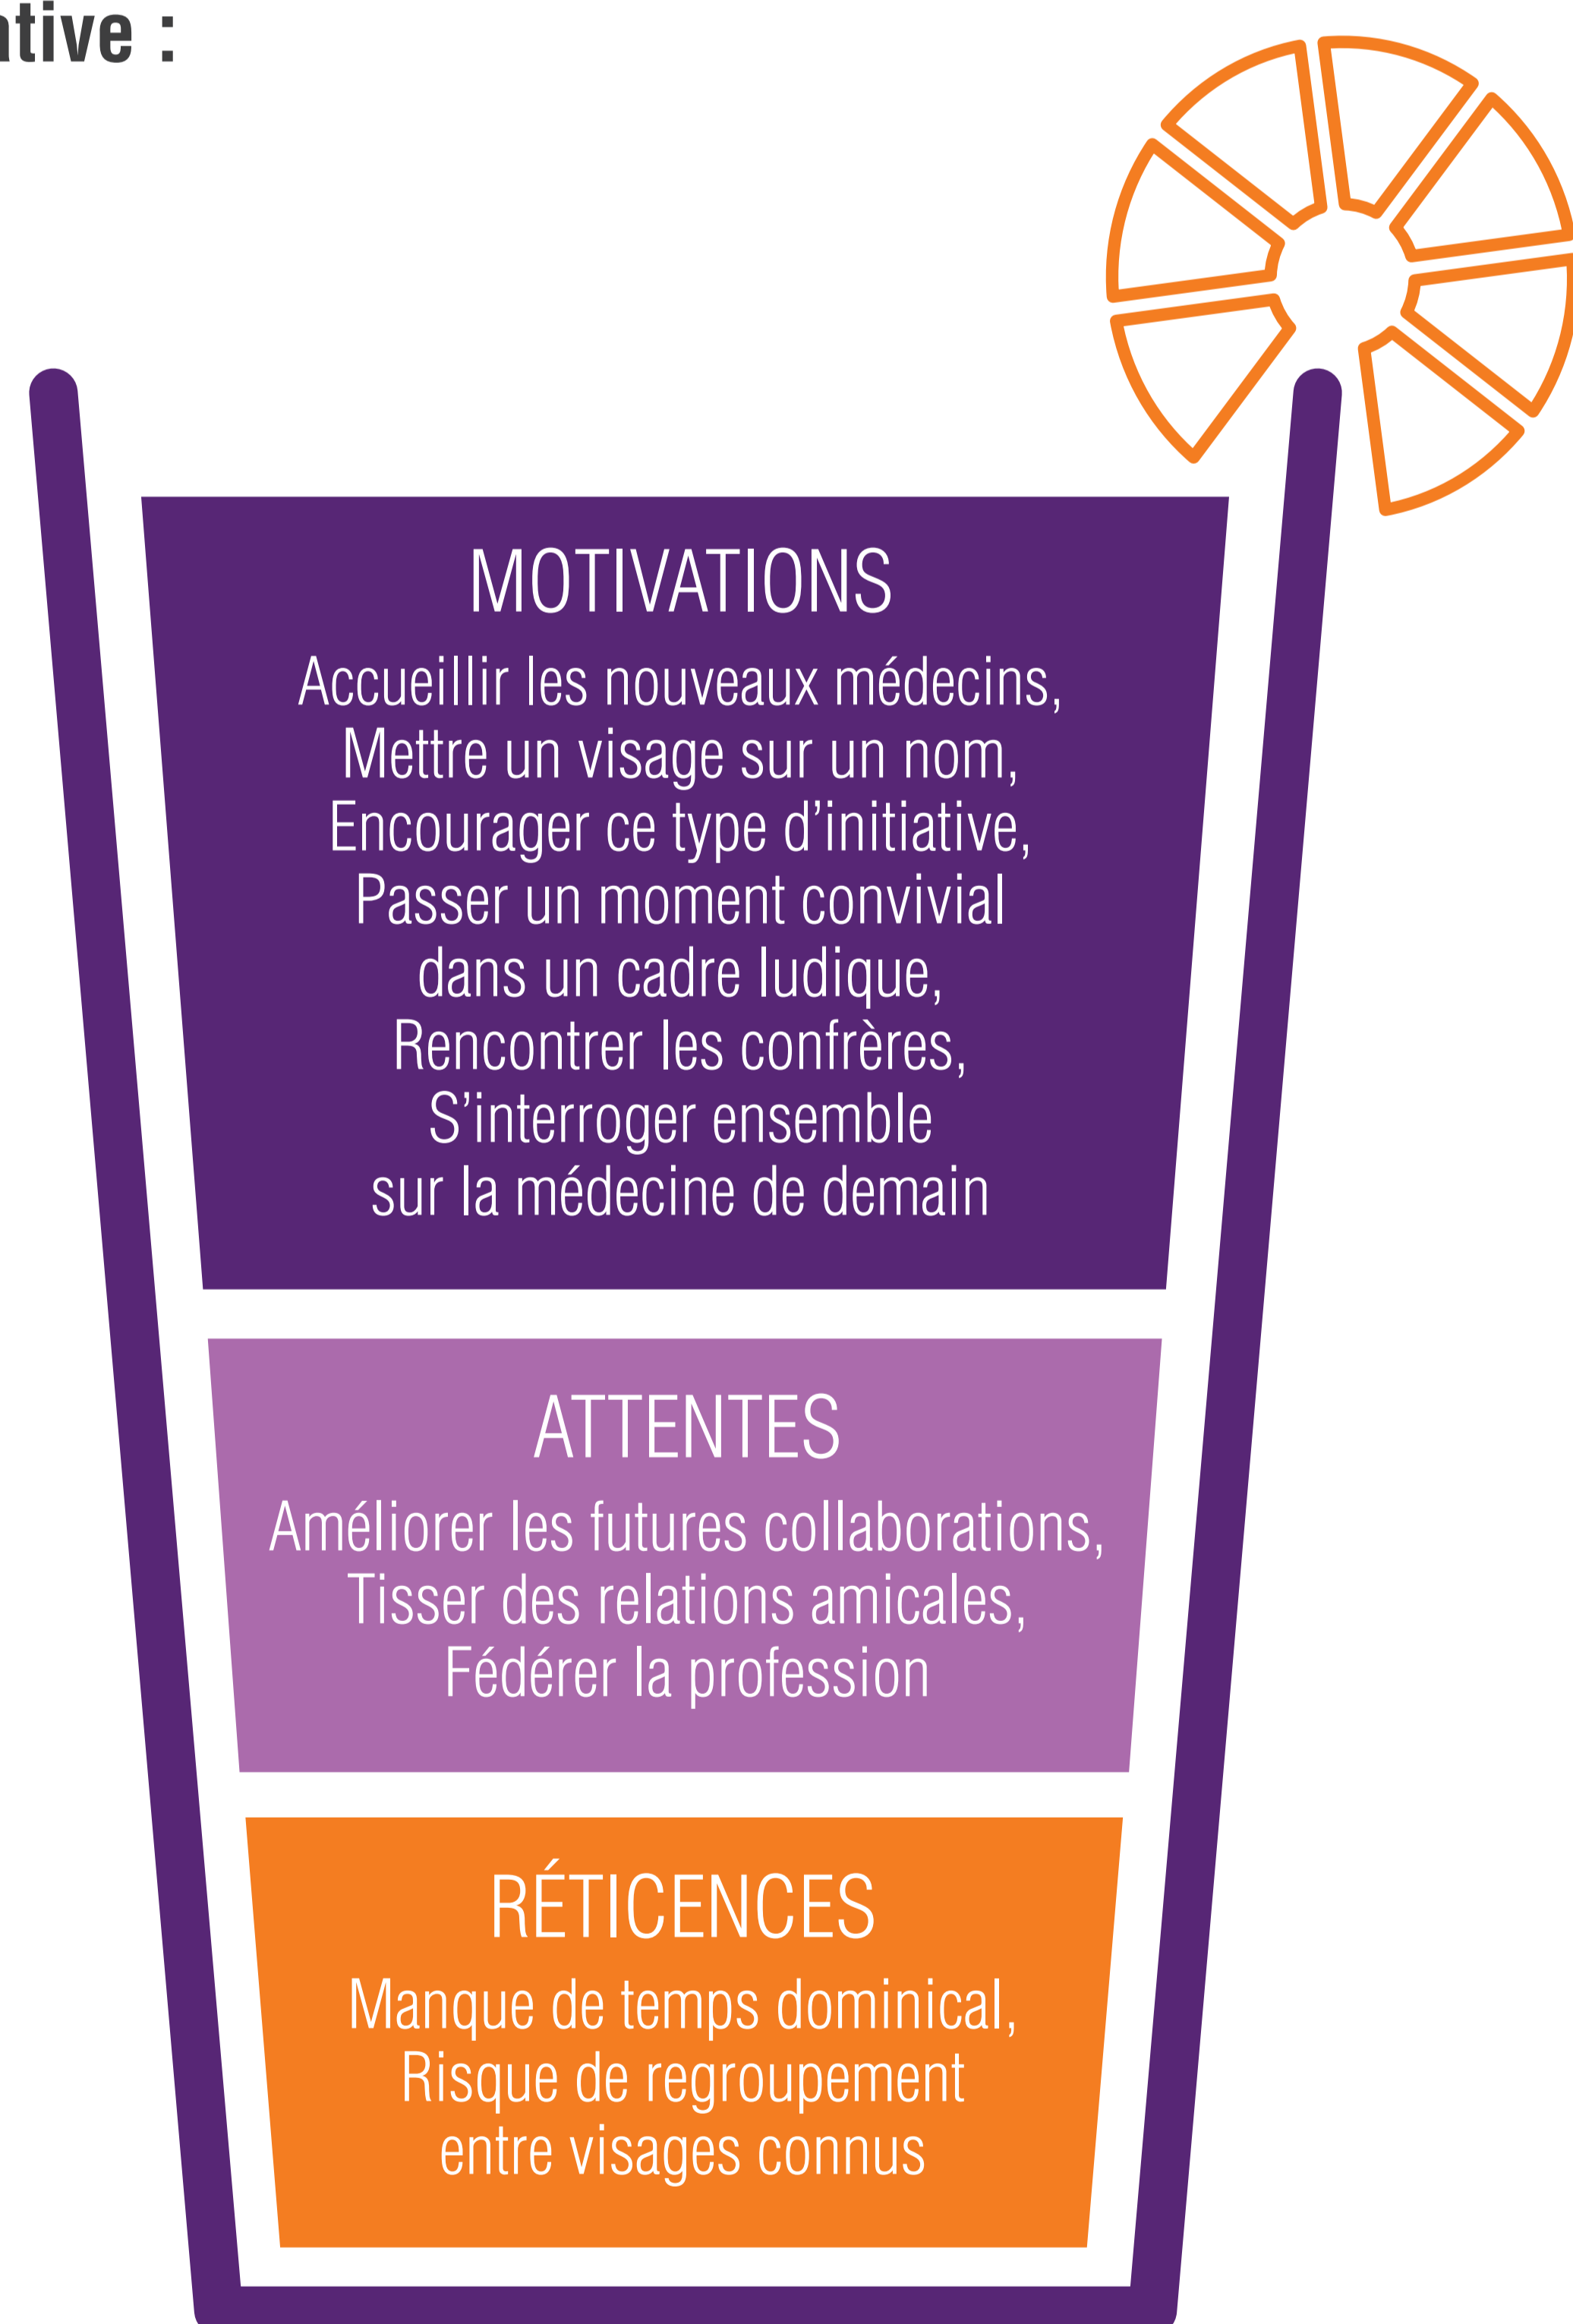 ative :
MOTIVATIONS
Accueillir les nouveaux médecins,
Mettre un visage sur un nom,
Encourager ce type d'initiative,
Passer un moment convivial
dans un cadre ludique,
Rencontrer les confrères,
S'interroger ensemble
sur la médecine de demain
ATTENTES
Améliorer les futures collaborations,
Tisser des relations amicales,
Fédérer la profession
RÉTICENCES
Manque de temps dominical,
Risque de regroupement
entre visages connus